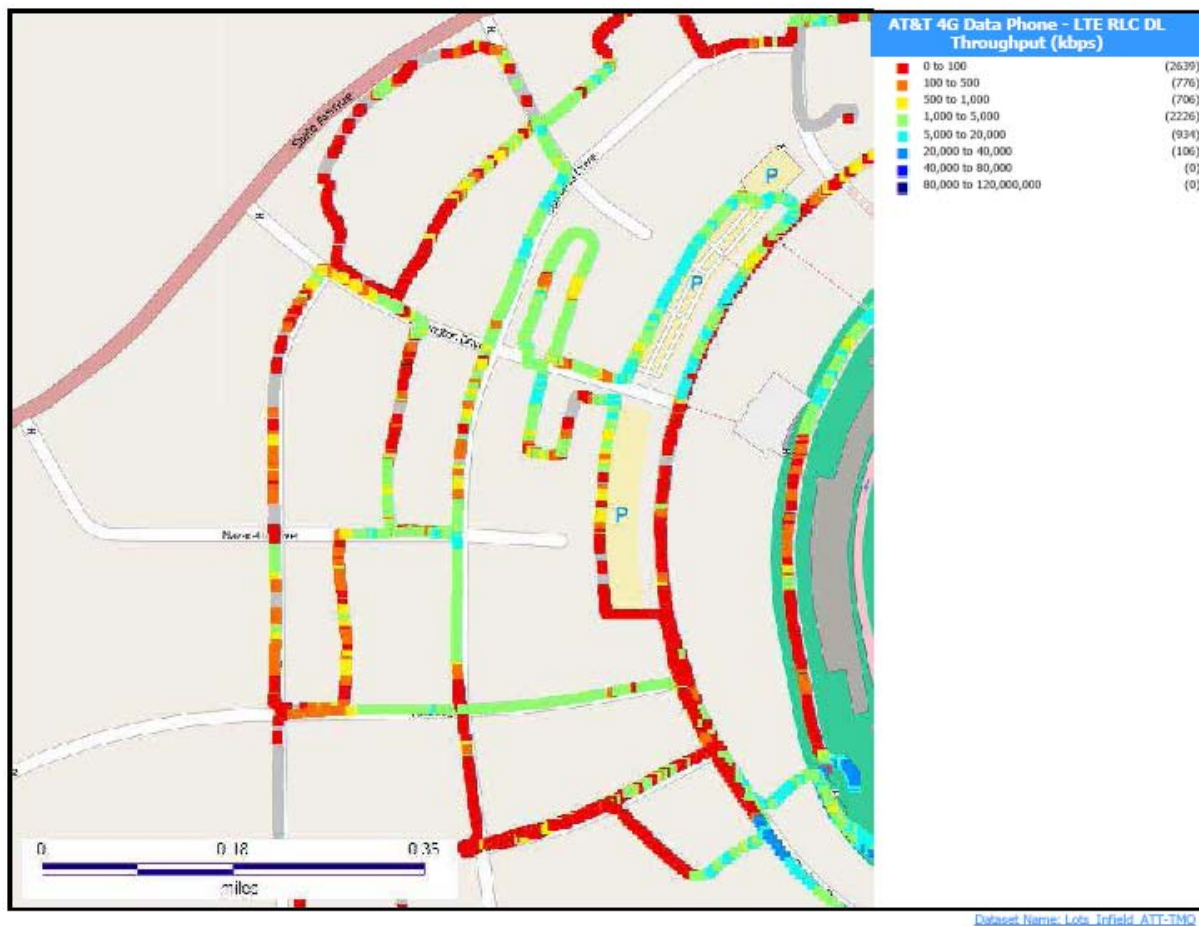 AT&T 4G Data Phone - LTE RLC DL
Throughput (kbps)
0 to 100 (2639)
100 to 500 (776)
500 to 1,000 (706)
1,000 to 5,000 (2226)
5,000 to 20,000 (934)
20,000 to 40,000 (106)
40,000 to 80,000 (0)
80,000 to 120,000,000 (0)
H
State Avenue
P
H
P
H
P
H
0 0.18 0.35
miles
Dataset Name: Lots_Infield_ATT-TMO